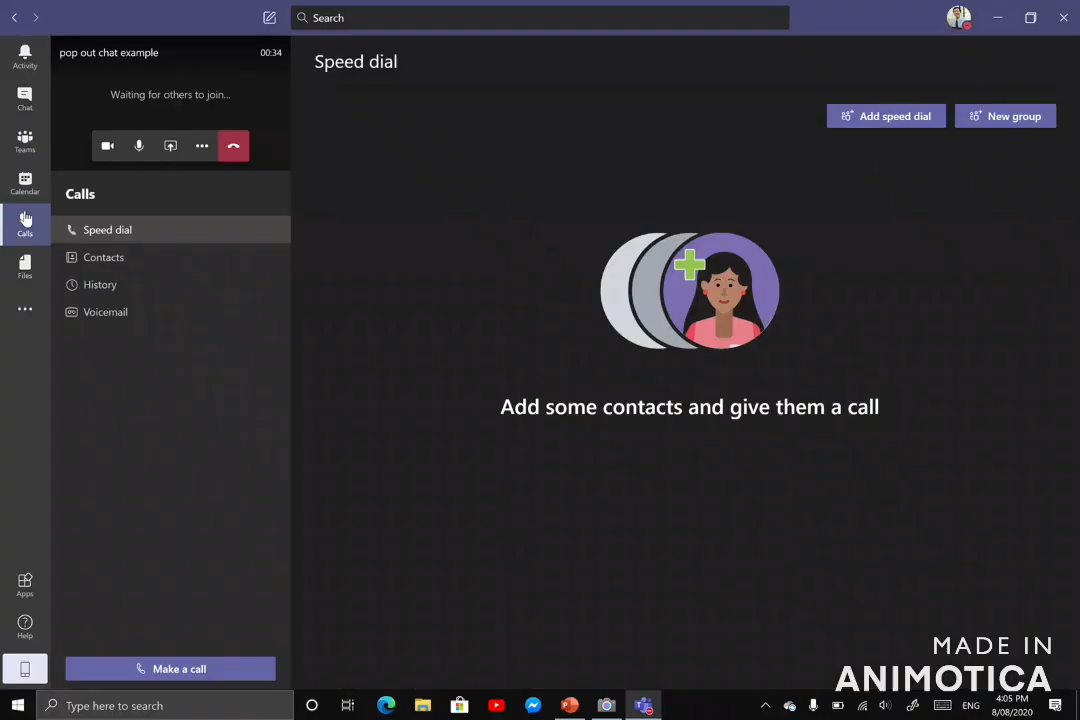 Search
Activity
Chat
Teams
Calendar
Calls
Files
Apps
Help
pop out chat example
00:34
Waiting for others to join...
Calls
Speed dial
Contacts
History
Voicemail
Make a call
Speed dial
Add speed dial
New group
Add some contacts and give them a call
MADE IN
ANIMOTICA
Type here to search
ENG
4:05 PM
8/08/2020